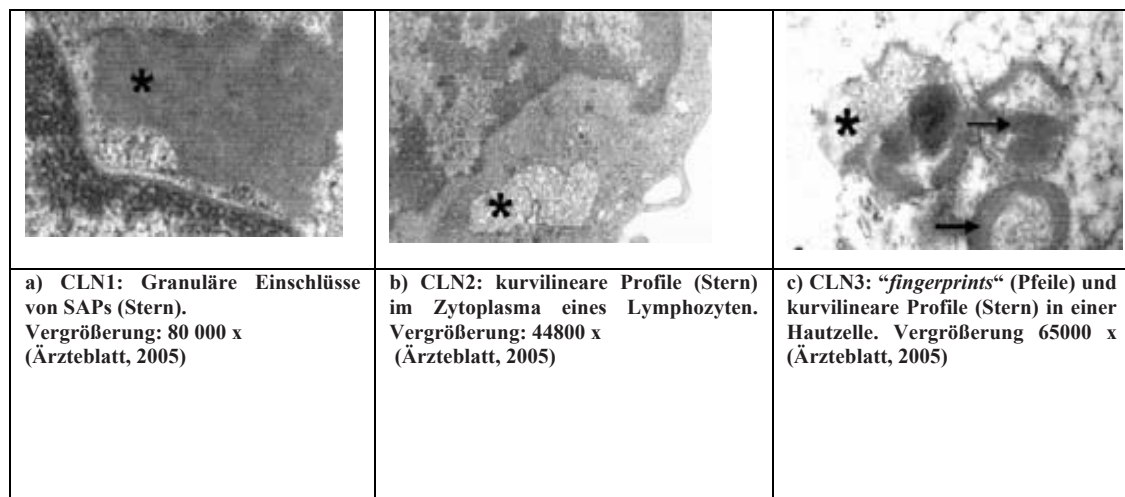 a) CLN1: Granuläre Einschlüsse
von SAPs (Stern).
Vergrößerung: 80 000 x
(Ärzteblatt, 2005)
b) CLN2: kurvilineare Profile (Stern)
im Zytoplasma eines Lymphozyten.
Vergrößerung: 44800 x
(Ärzteblatt, 2005)
c) CLN3: “fingerprints“ (Pfeile) und
kurvilineare Profile (Stern) in einer
Hautzelle. Vergrößerung 65000 x
(Ärzteblatt, 2005)